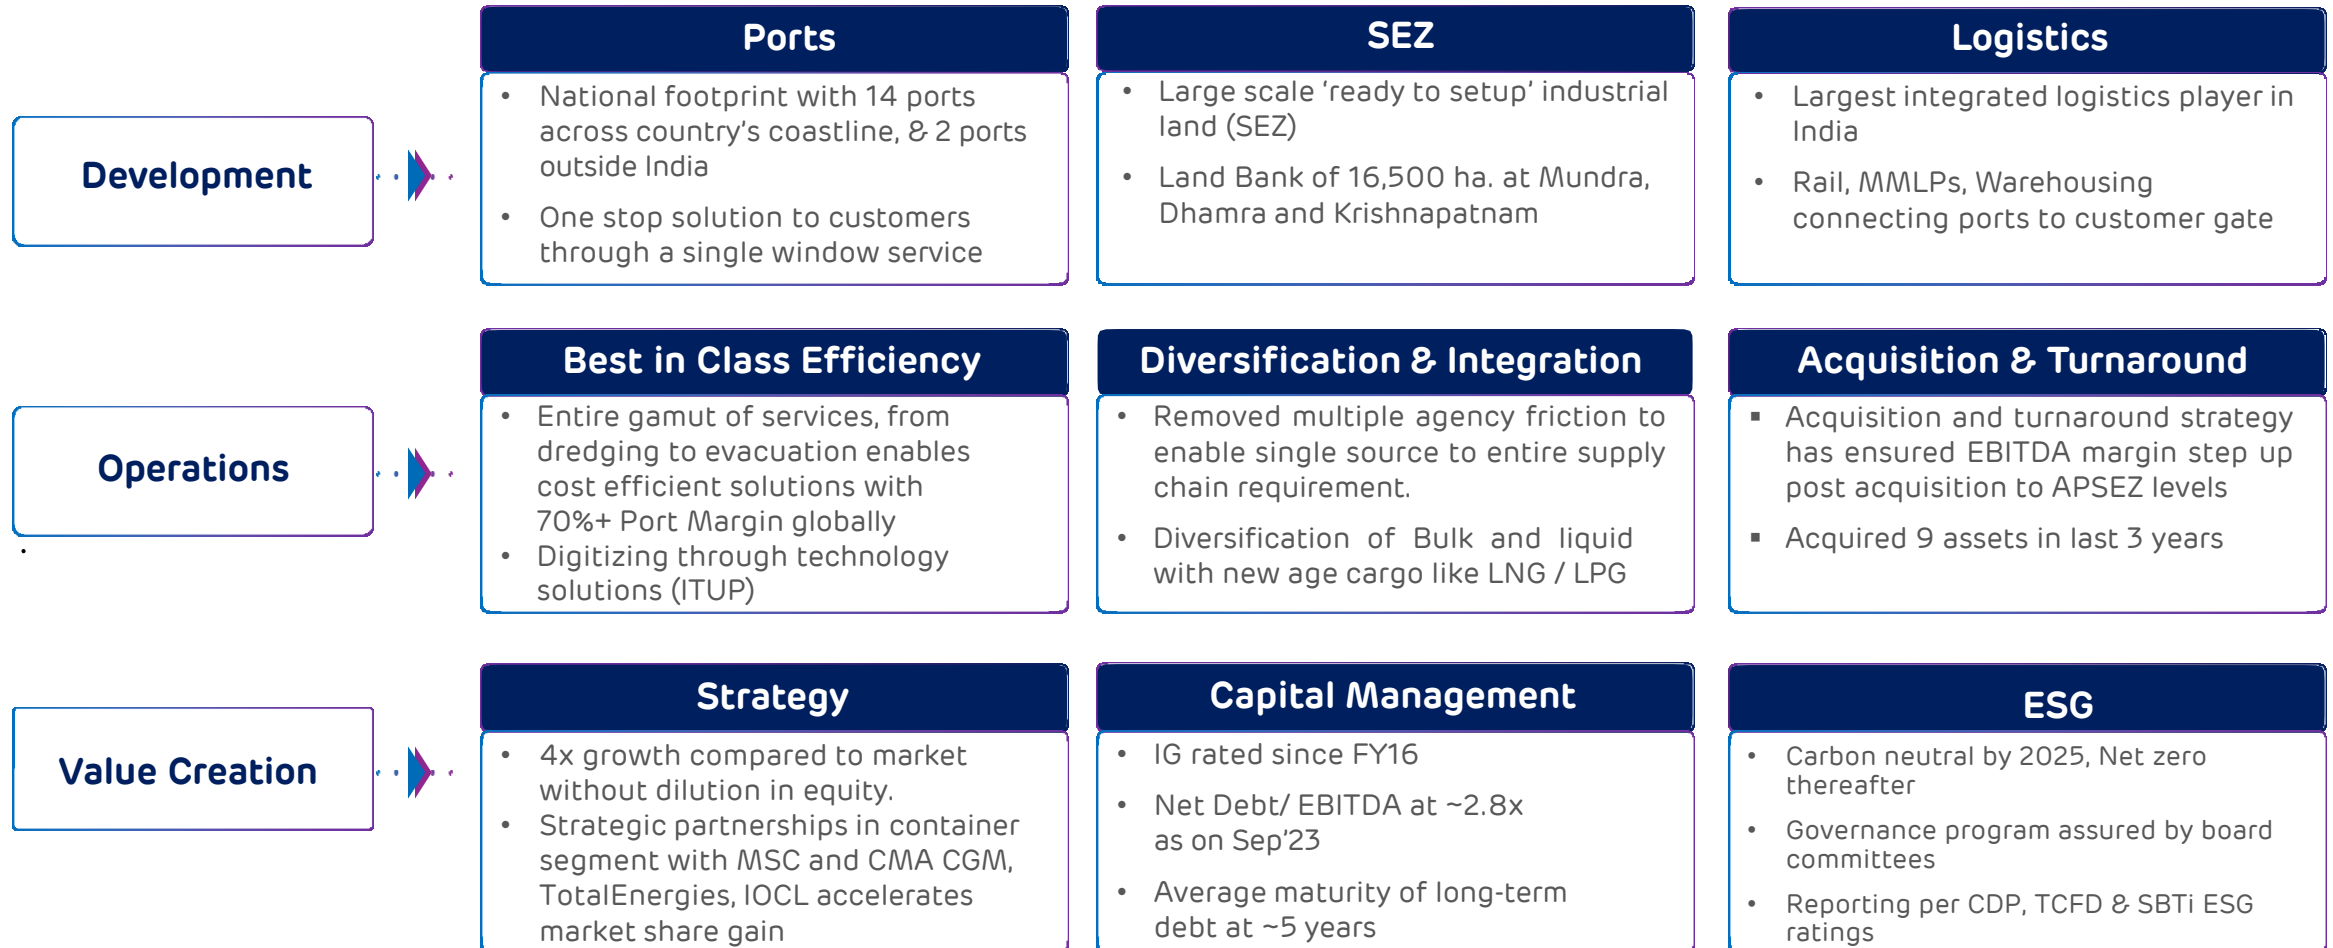 Development
Ports
• National footprint with 14 ports
across country's coastline, & 2 ports
outside India
• One stop solution to customers
through a single window service
SEZ
• Large scale 'ready to setup' industrial
land (SEZ)
• Land Bank of 16,500 ha. at Mundra,
Dhamra and Krishnapatnam
Logistics
• Largest integrated logistics player in
India
• Rail, MMLPs, Warehousing
connecting ports to customer gate
Operations
Best in Class Efficiency
• Entire gamut of services, from
dredging to evacuation enables
cost efficient solutions with
70%+ Port Margin globally
• Digitizing through technology
solutions (ITUP)
Diversification & Integration
• Removed multiple agency friction to
enable single source to entire supply
chain requirement.
• Diversification of Bulk and liquid
with new age cargo like LNG / LPG
Acquisition & Turnaround
▪ Acquisition and turnaround strategy
has ensured EBITDA margin step up
post acquisition to APSEZ levels
▪ Acquired 9 assets in last 3 years
Value Creation
Strategy
• 4x growth compared to market
without dilution in equity.
• Strategic partnerships in container
segment with MSC and CMA CGM,
TotalEnergies, IOCL accelerates
market share gain
Capital Management
• IG rated since FY16
• Net Debt/ EBITDA at ~2.8x
as on Sep'23
• Average maturity of long-term
debt at ~5 years
ESG
• Carbon neutral by 2025, Net zero
thereafter
• Governance program assured by board
committees
• Reporting per CDP, TCFD & SBTi ESG
ratings